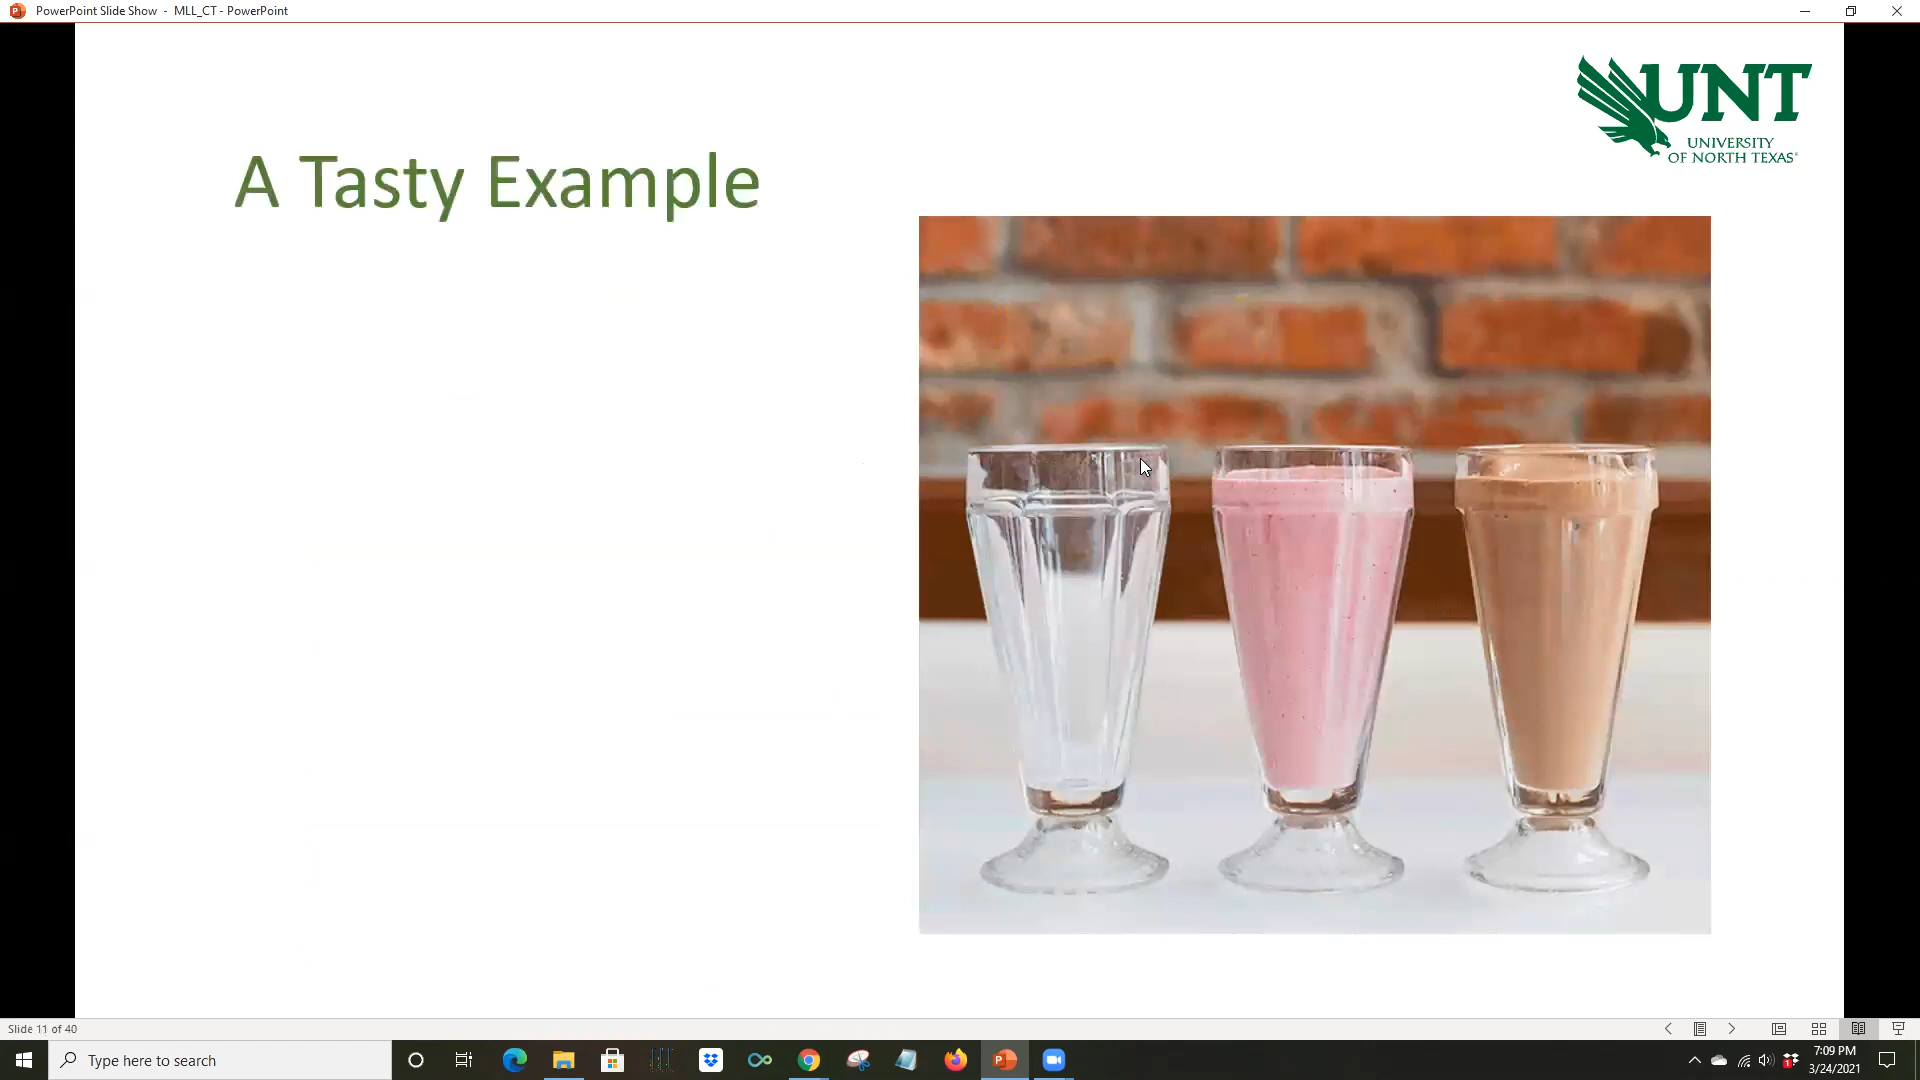 PowerPoint Slide Show - MLL_CT - PowerPoint
UNT
UNIVERSITY
OF NORTH TEXAS®
A Tasty Example
Slide 11 of 40
Type here to search
7:09 PM
3/24/2021